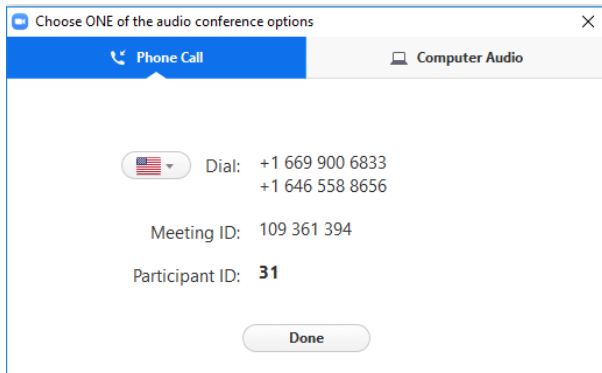 Choose ONE of the audio conference options
Phone Call
Computer Audio
Dial: +1 669 900 6833
+1 646 558 8656
Meeting ID: 109 361 394
Participant ID: 31
Done